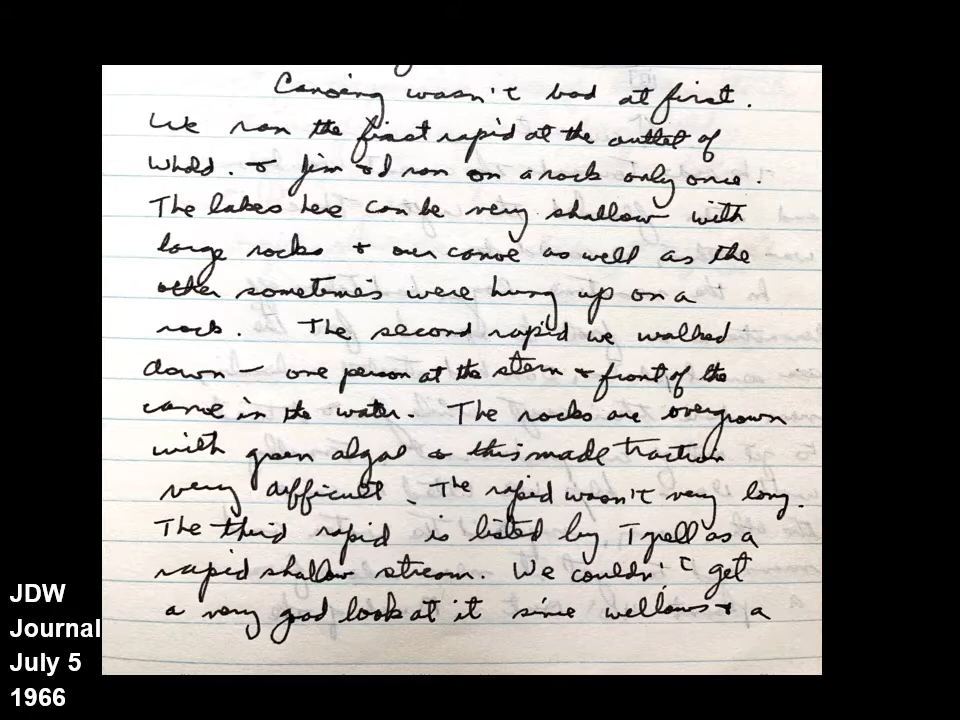 Canoeing wasn't bad at first.
We ran the first rapid at the outlet of
Whold. & Jim & I ran on a rock only once.
The lakes here can be very shallow with
large rocks & our canoe as well as the
other sometimes were hung up on a
rock. The second rapid we walked
down - one person at the stern & front of the
canoe in the water. The rocks are overgrown
with green algae & this made traction
very difficult. The rapid wasn't very long.
The third rapid is listed by Tyrell as a
rapid shallow stream. We couldn't get
a very good look at it since willows & a
JDW
Journal
July 5
1966